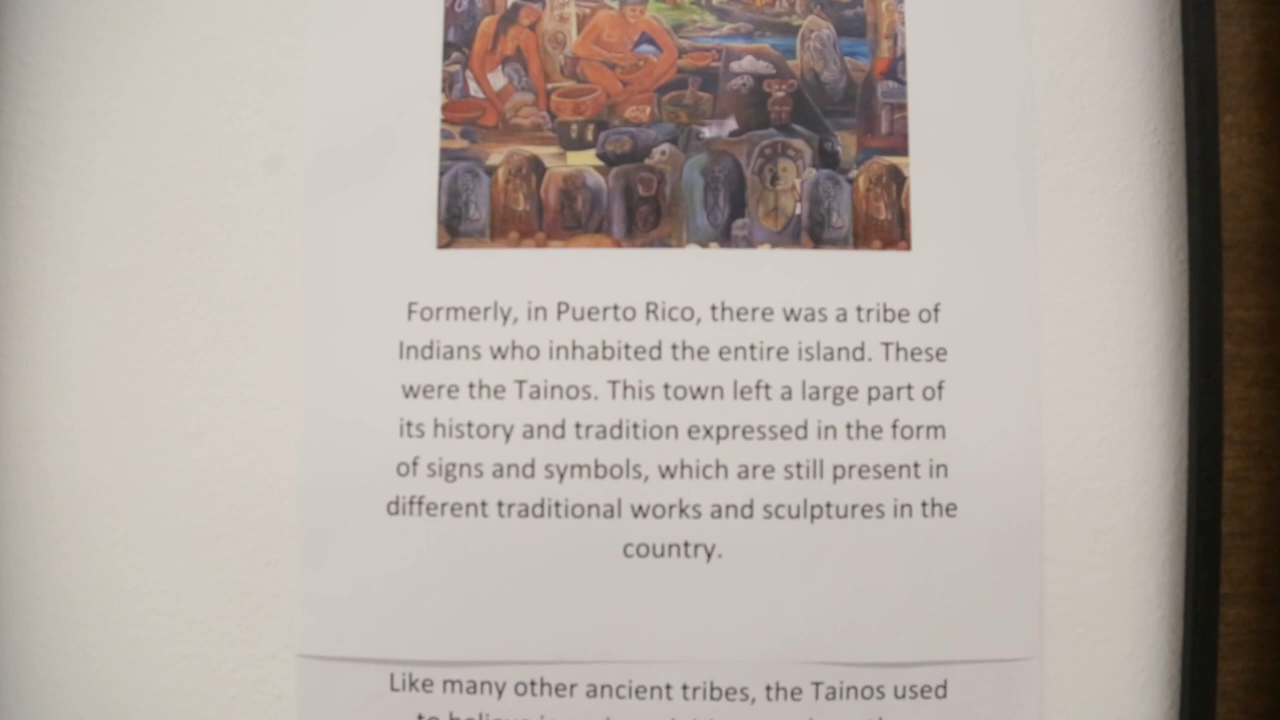 Formerly, in Puerto Rico, there was a tribe of
Indians who inhabited the entire island. These
were the Tainos. This town left a large part of
its history and tradition expressed in the form
of signs and symbols, which are still present in
different traditional works and sculptures in the
country.
Like many other ancient tribes, the Tainos used
to believe in